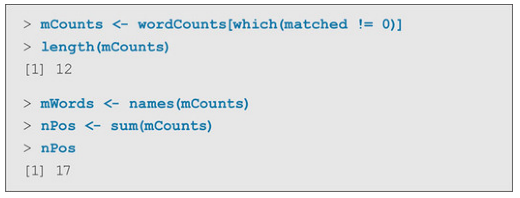 > mCounts <- wordCounts[which(matched != 0)]
> length(mCounts)
[1] 12
> mWords <- names(mCounts)
> nPos <- sum(mCounts)
> nPos
[1] 17